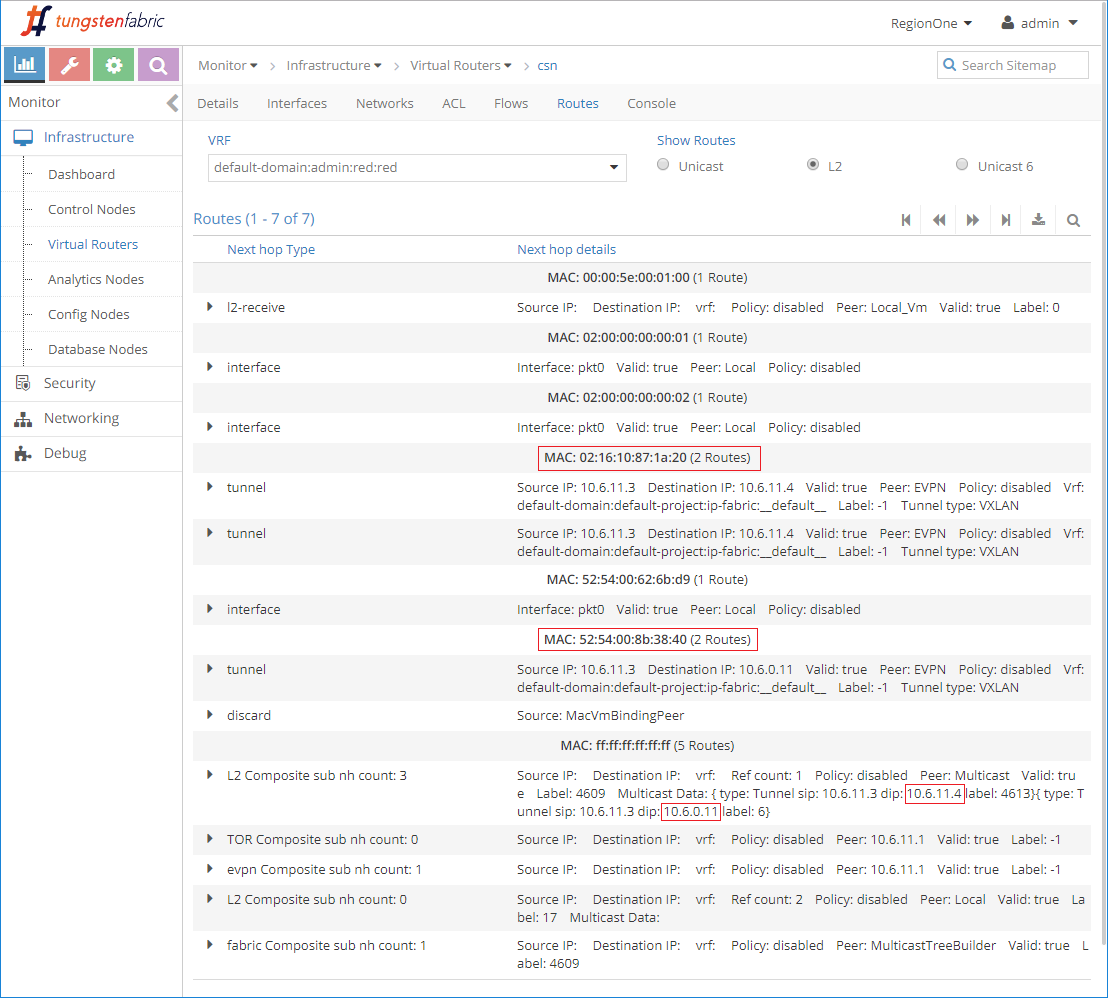 tungstenfabric
RegionOne
admin
Monitor
Infrastructure
Virtual Routers
csn
Search Sitemap
Monitor
Details
Interfaces
Networks
ACL
Flows
Routes
Console
Infrastructure
Dashboard
Control Nodes
Virtual Routers
Analytics Nodes
Config Nodes
Database Nodes
Security
Networking
Debug
VRF
default-domain:admin:red:red
Show Routes
Unicast
L2
Unicast 6
Routes (1 - 7 of 7)
Next hop Type Next hop details
MAC: 00:00:5e:00:01:00 (1 Route)
l2-receive Source IP: Destination IP: vrf: Policy: disabled Peer: Local_Vm Valid: true Label: 0
MAC: 02:00:00:00:00:01 (1 Route)
interface Interface: pkt0 Valid: true Peer: Local Policy: disabled
MAC: 02:00:00:00:00:02 (1 Route)
interface Interface: pkt0 Valid: true Peer: Local Policy: disabled
MAC: 02:16:10:87:1a:20 (2 Routes)
tunnel Source IP: 10.6.11.3 Destination IP: 10.6.11.4 Valid: true Peer: EVPN Policy: disabled Vrf:
default-domain:default-project:ip-fabric:__default__ Label: -1 Tunnel type: VXLAN
tunnel Source IP: 10.6.11.3 Destination IP: 10.6.11.4 Valid: true Peer: EVPN Policy: disabled Vrf:
default-domain:default-project:ip-fabric:__default__ Label: -1 Tunnel type: VXLAN
MAC: 52:54:00:62:6b:d9 (1 Route)
interface Interface: pkt0 Valid: true Peer: Local Policy: disabled
MAC: 52:54:00:8b:38:40 (2 Routes)
tunnel Source IP: 10.6.11.3 Destination IP: 10.6.0.11 Valid: true Peer: EVPN Policy: disabled Vrf:
default-domain:default-project:ip-fabric:__default__ Label: -1 Tunnel type: VXLAN
discard Source: MacVmBindingPeer
MAC: ff:ff:ff:ff:ff:ff (5 Routes)
L2 Composite sub nh count: 3 Source IP: Destination IP: vrf: Ref count: 1 Policy: disabled Peer: Multicast Valid: tru
e Label: 4609 Multicast Data: { type: Tunnel sip: 10.6.11.3 dip: 10.6.11.4 label: 4613}{ type: T
unnel sip: 10.6.11.3 dip: 10.6.0.11 label: 6}
TOR Composite sub nh count: 0 Source IP: Destination IP: vrf: Policy: disabled Peer: 10.6.11.1 Valid: true Label: -1
evpn Composite sub nh count: 1 Source IP: Destination IP: vrf: Policy: disabled Peer: 10.6.11.1 Valid: true Label: -1
L2 Composite sub nh count: 0 Source IP: Destination IP: vrf: Ref count: 2 Policy: disabled Peer: Local Valid: true La
bel: 17 Multicast Data:
fabric Composite sub nh count: 1 Source IP: Destination IP: vrf: Policy: disabled Peer: MulticastTreeBuilder Valid: true L
abel: 4609